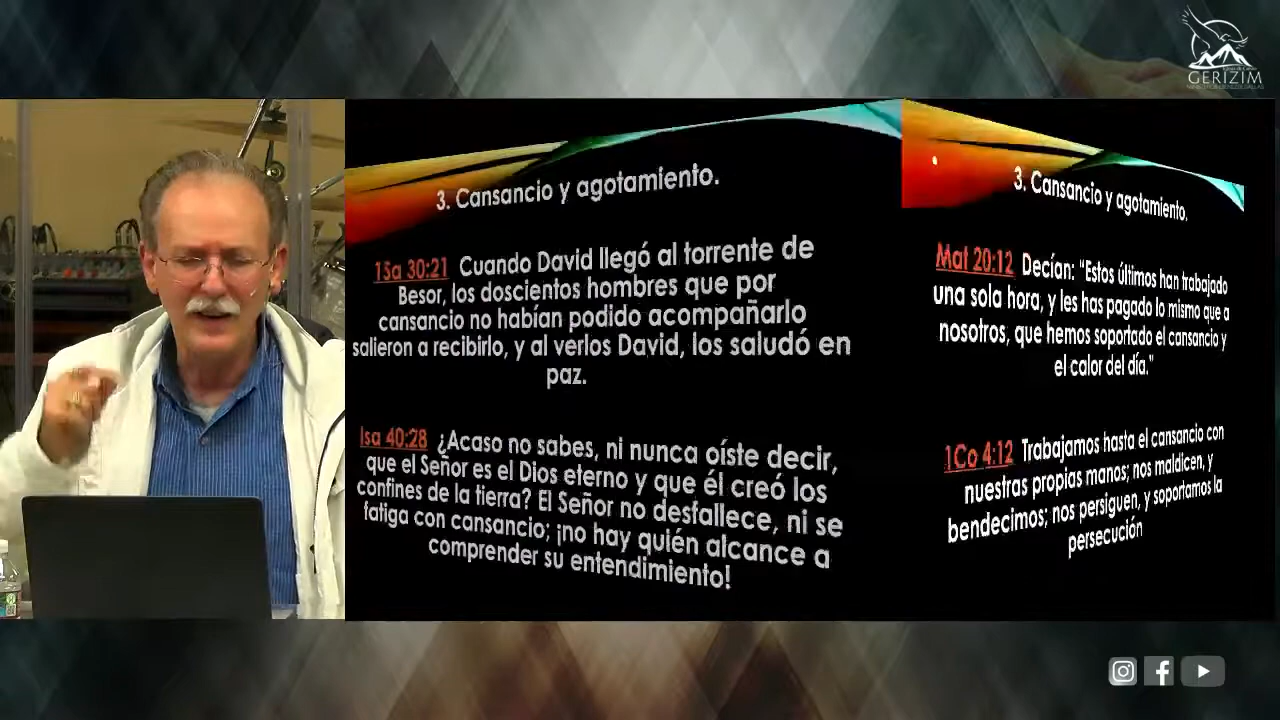 GERIZIM
3. Cansancio y agotamiento.
1Sa 30:21 Cuando David llegó al torrente de
Besor, los doscientos hombres que por
cansancio no habían podido acompañarlo
salieron a recibirlo, y al verlos David, los saludó en
paz.
Isa 40:28 ¿Acaso no sabes, ni nunca oíste decir,
que el Señor es el Dios eterno y que él creó los
confines de la tierra? El Señor no desfallece, ni se
fatiga con cansancio; ¡no hay quién alcance a
comprender su entendimiento!
3. Cansancio y agotamiento.
Mat 20:12 Decían: "Estos últimos han trabajado
una sola hora, y les has pagado lo mismo que a
nosotros, que hemos soportado el cansancio y
el calor del día."
1Co 4:12 Trabajamos hasta el cansancio con
nuestras propias manos; nos maldicen, y
bendecimos; nos persiguen, y soportamos la
persecución